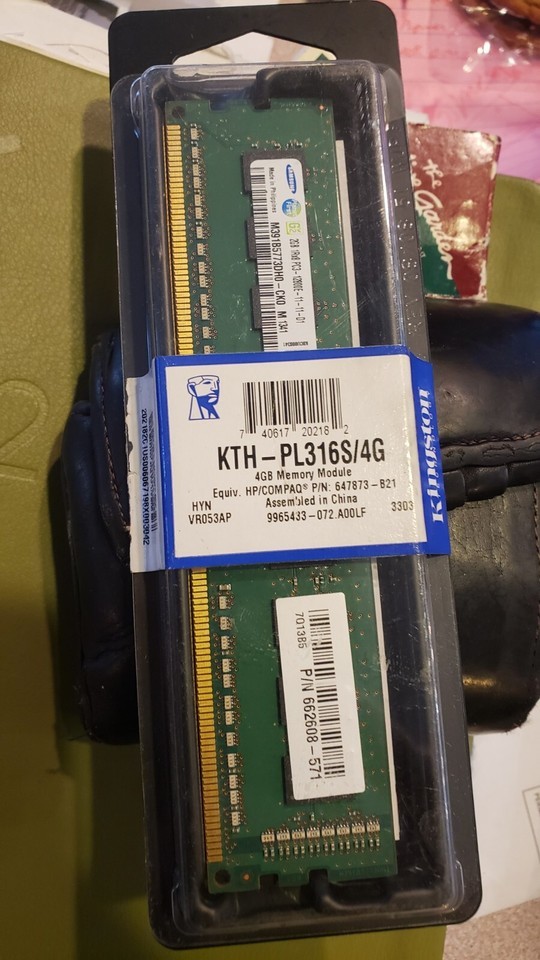 SAMSUNG
Made in Philippines
2GB 1Rx8 PC3-12800E-11-11-D1
M391B5773DH0-CK0 M 1341
7 40617 20218 2
KTH-PL316S/4G
4GB Memory Module
Equiv. HP/COMPAQ® P/N: 647873-B21
HYN Assembled in China
VR053AP 9965433-072.A00LF 3303
Kingston
701385
P/N 662608-571
the
Garden